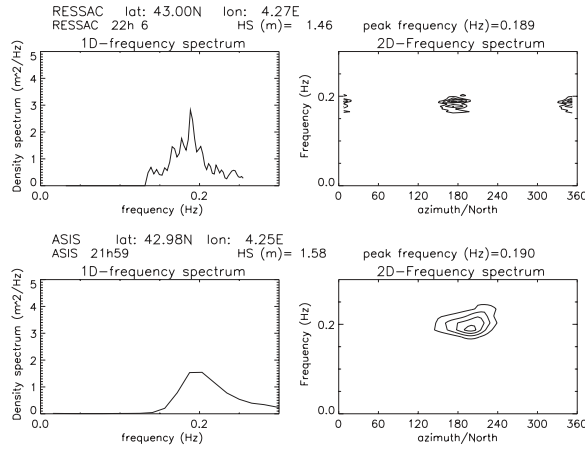 RESSAC lat: 43.00N lon: 4.27E
RESSAC 22h 6 HS (m)= 1.46 peak frequency (Hz)=0.189
1D-frequency spectrum
Density spectrum (m^2/Hz)
5
4
3
2
1
0
0.0 0.2
frequency (Hz)
2D-Frequency spectrum
Frequency (Hz)
0.2
0.0
0 60 120 180 240 300 360
azimuth/North
ASIS lat: 42.98N lon: 4.25E
ASIS 21h59 HS (m)= 1.58 peak frequency (Hz)=0.190
1D-frequency spectrum
Density spectrum (m^2/Hz)
5
4
3
2
1
0
0.0 0.2
frequency (Hz)
2D-Frequency spectrum
Frequency (Hz)
0.2
0.0
0 60 120 180 240 300 360
azimuth/North